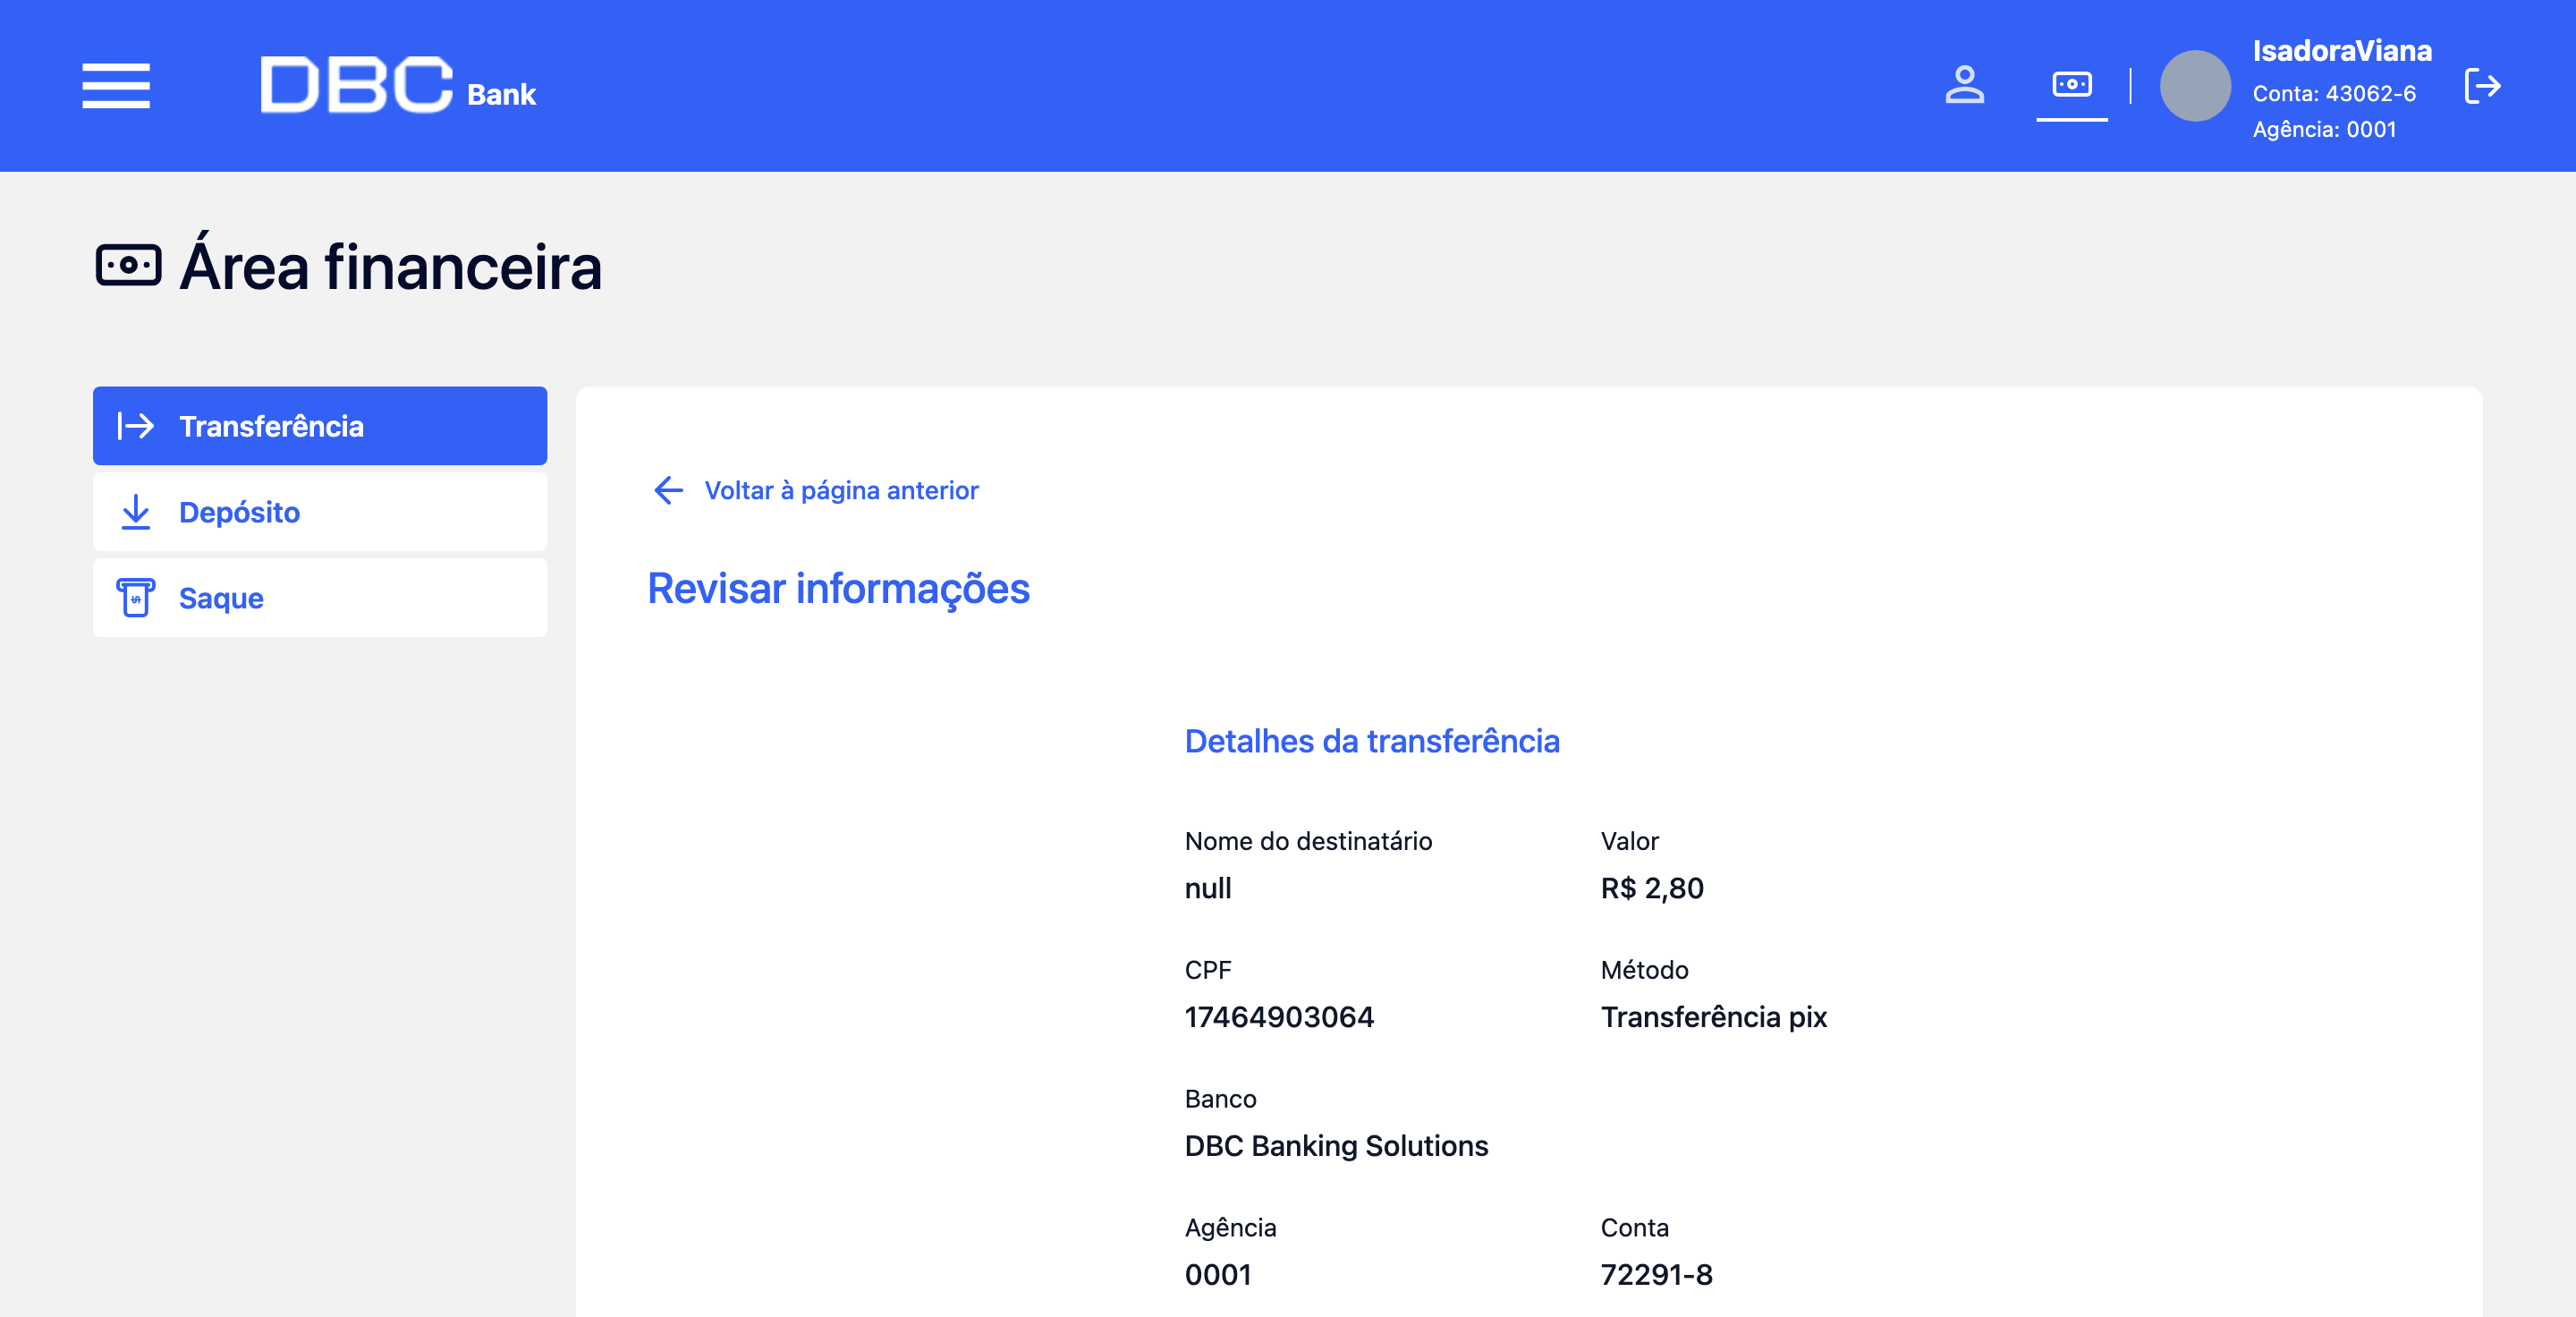 DBC Bank
IsadoraViana
Conta: 43062-6
Agência: 0001
Área financeira
Transferência
Depósito
Saque
Voltar à página anterior
Revisar informações
Detalhes da transferência
Nome do destinatário
null
Valor
R$ 2,80
CPF
17464903064
Método
Transferência pix
Banco
DBC Banking Solutions
Agência
0001
Conta
72291-8